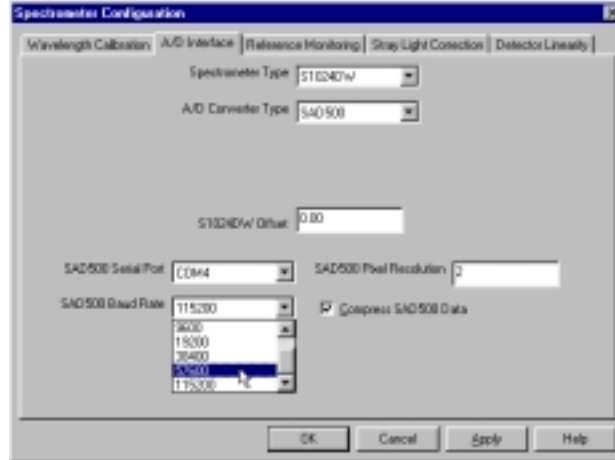 Spectrometer Configuration
Wavelength Calibration A/D Interface Reference Monitoring Stray Light Correction Detector Linearity
Spectrometer Type S1024DW
A/D Converter Type SAD500
S1024DW Offset 0.00
SAD500 Serial Port COM4 SAD500 Pixel Resolution 2
SAD500 Baud Rate 115200 Compress SAD500 Data
9600
19200
38400
57600
115200
OK Cancel Apply Help